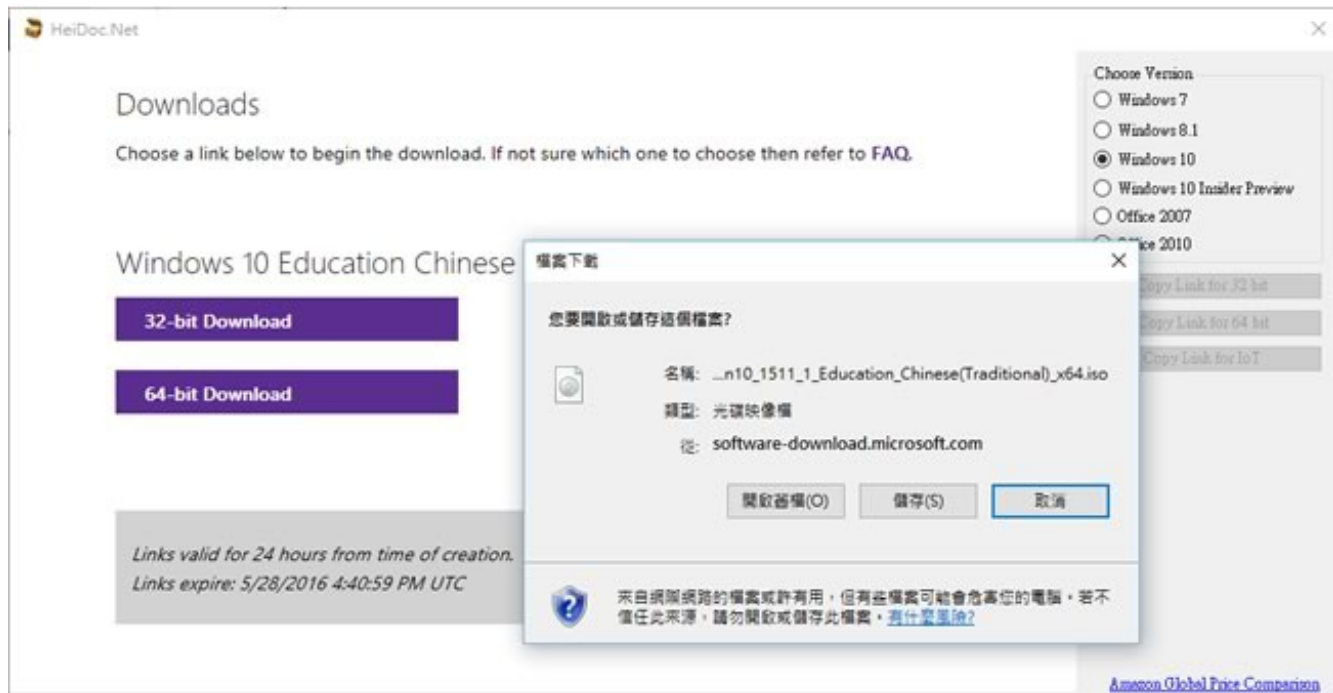 HeiDoc.Net
Downloads
Choose a link below to begin the download. If not sure which one to choose then refer to FAQ.
Windows 10 Education Chinese
32-bit Download
64-bit Download
Links valid for 24 hours from time of creation.
Links expire: 5/28/2016 4:40:59 PM UTC
Choose Version
Windows 7
Windows 8.1
Windows 10
Windows 10 Insider Preview
Office 2007
ice 2010
Copy Link for 32 bit
Copy Link for 64 bit
Copy Link for IoT
Amazon Global Price Comparison
檔案下載
您要開啟或儲存這個檔案?
名稱: ...n10_1511_1_Education_Chinese(Traditional)_x64.iso
類型: 光碟映像檔
從: software-download.microsoft.com
開啟舊檔(O)
儲存(S)
取消
來自網際網路的檔案或許有用，但有些檔案可能會危害您的電腦。若不
信任此來源，請勿開啟或儲存此檔案。有什麼風險?